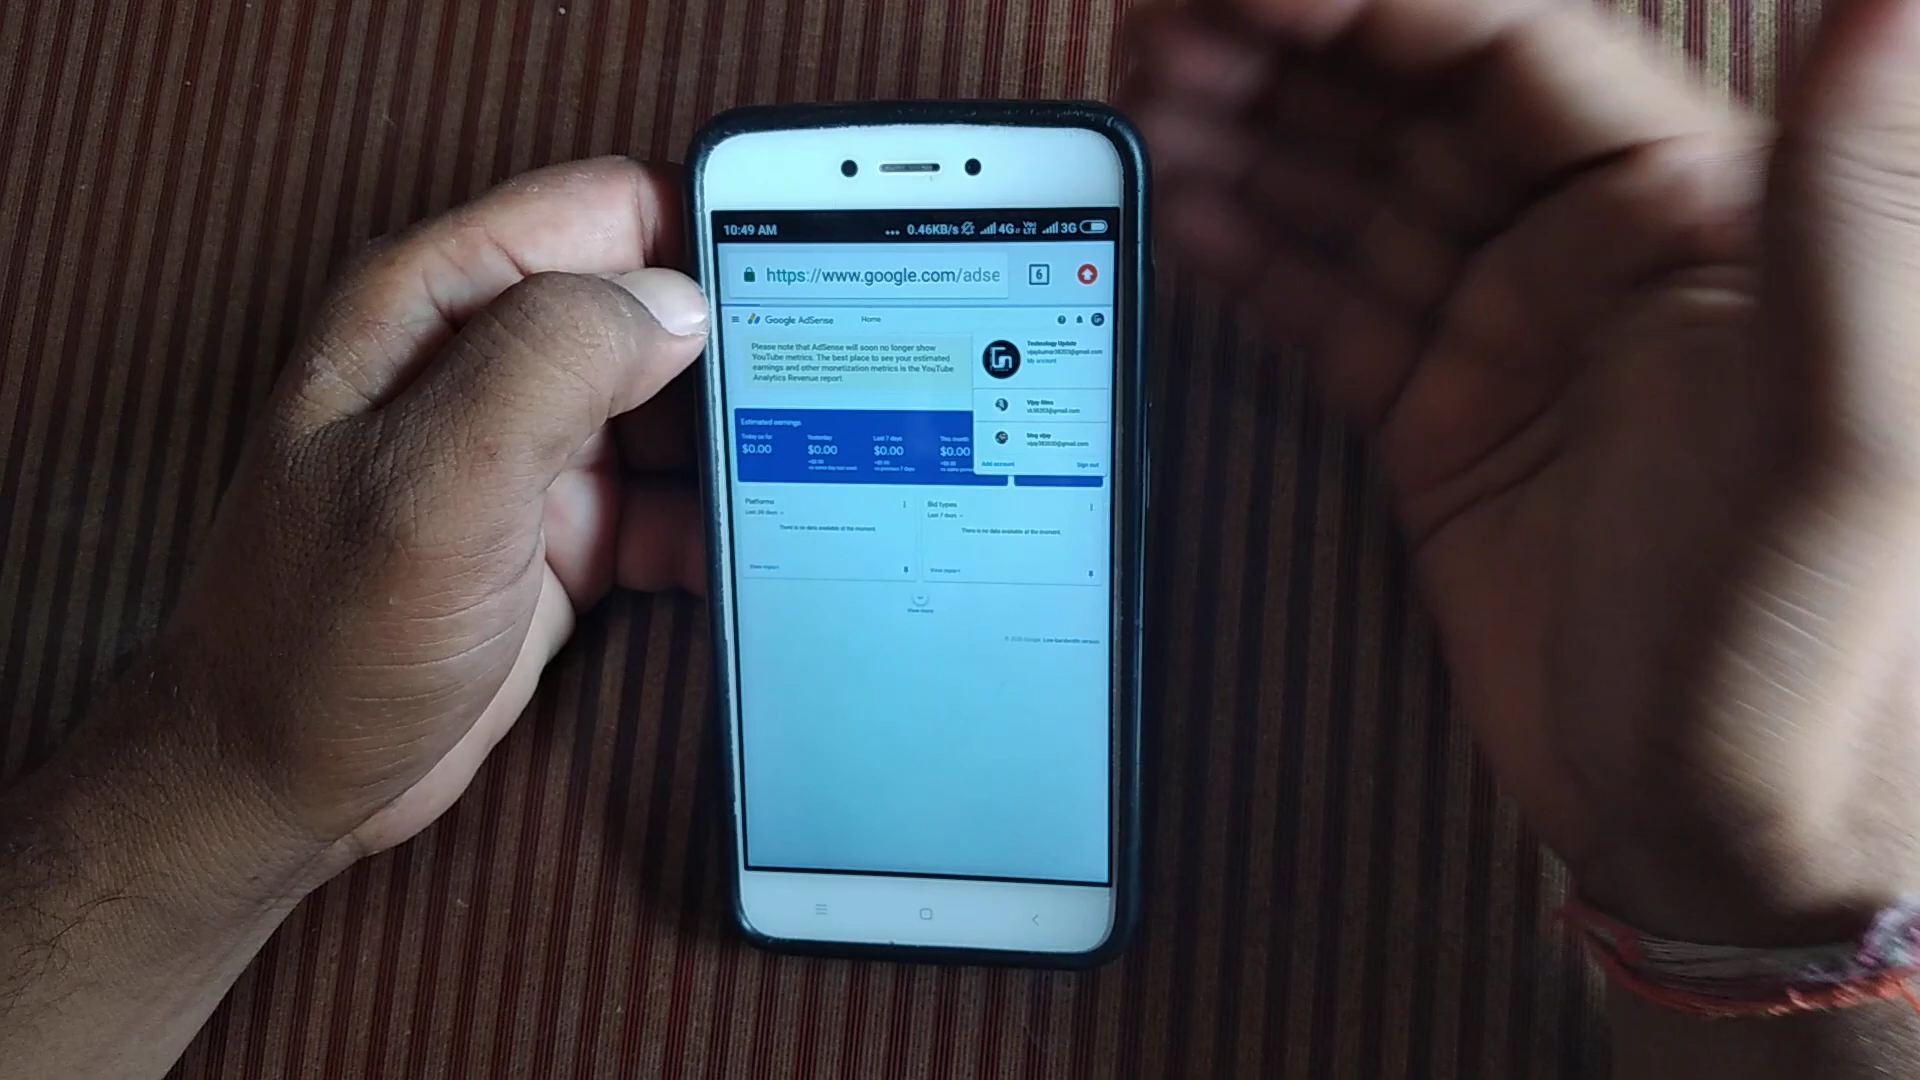 10:49 AM
... 0.46KB/s 4G VoLTE 3G
https://www.google.com/adse
6
Google AdSense
Home
Please note that AdSense will soon no longer show
YouTube metrics. The best place to see your estimated
earnings and other monetization metrics is the YouTube
Analytics Revenue report.
Technology Update
vijaykumar38203@gmail.com
My account
vk38203@gmail.com
blog vijay
vijay382030@gmail.com
Add account
Sign out
Estimated earnings
Today so far
Yesterday
Last 7 days
This month
$0.00
$0.00
$0.00
$0.00
Platforms
Last 28 days
There is no data available at the moment.
View report
Bid types
Last 7 days
There is no data available at the moment.
View report
View more
© 2020 Google Low-bandwidth version